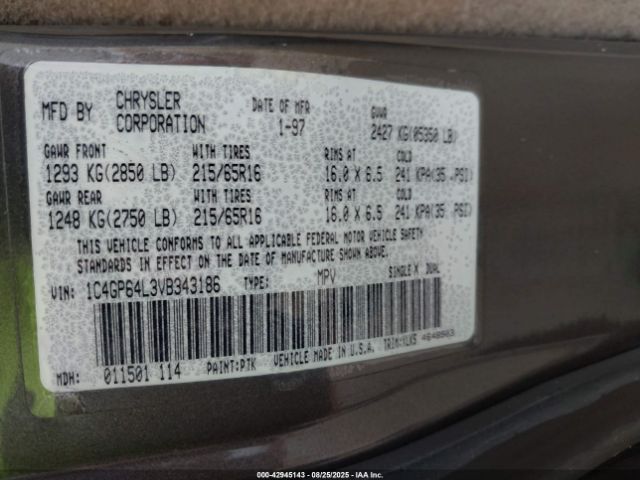 MFD BY CHRYSLER CORPORATION DATE OF MFR 1-97 GVWR 2427 KG(05350 LB)
GAWR FRONT WITH TIRES RIMS AT COLD
1293 KG(2850 LB) 215/65R16 16.0 X 6.5 241 KPA(35 PSI)
GAWR REAR WITH TIRES RIMS AT COLD
1248 KG(2750 LB) 215/65R16 16.0 X 6.5 241 KPA(35 PSI)
THIS VEHICLE CONFORMS TO ALL APPLICABLE FEDERAL MOTOR VEHICLE SAFETY
STANDARDS IN EFFECT ON THE DATE OF MANUFACTURE SHOWN ABOVE.
VIN: 1C4GP64L3VB343186 TYPE: MPV SINGLE X DUAL
MDH: 011501 114 PAINT:PTK VEHICLE MADE IN U.S.A. TRIM:YLK5
000-42945143 08/25/2025 IAA Inc.